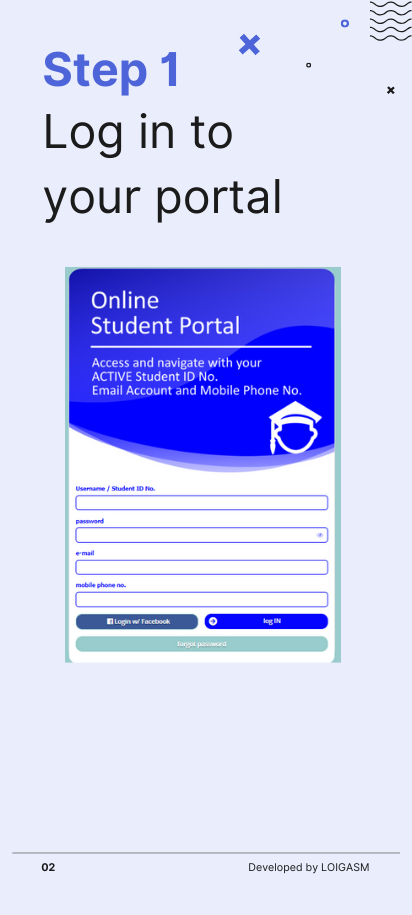 Step 1
Log in to
your portal
Online
Student Portal
Access and navigate with your
ACTIVE Student ID No.
Email Account and Mobile Phone No.
Username / Student ID No.
password
e-mail
mobile phone no.
Login w/ Facebook
log IN
forgot password
02
Developed by LOIGASM